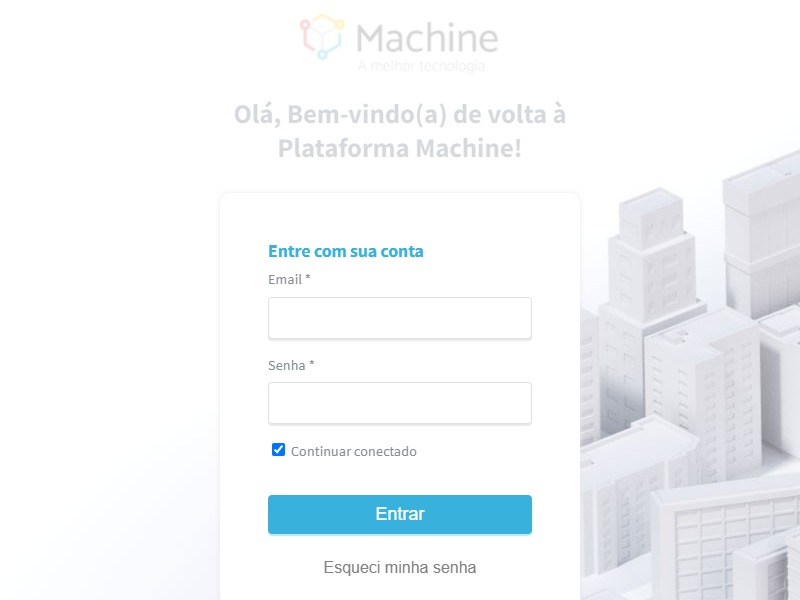 Machine
A melhor tecnologia
Olá, Bem-vindo(a) de volta à
Plataforma Machine!
Entre com sua conta
Email *
Senha *
Continuar conectado
Entrar
Esqueci minha senha